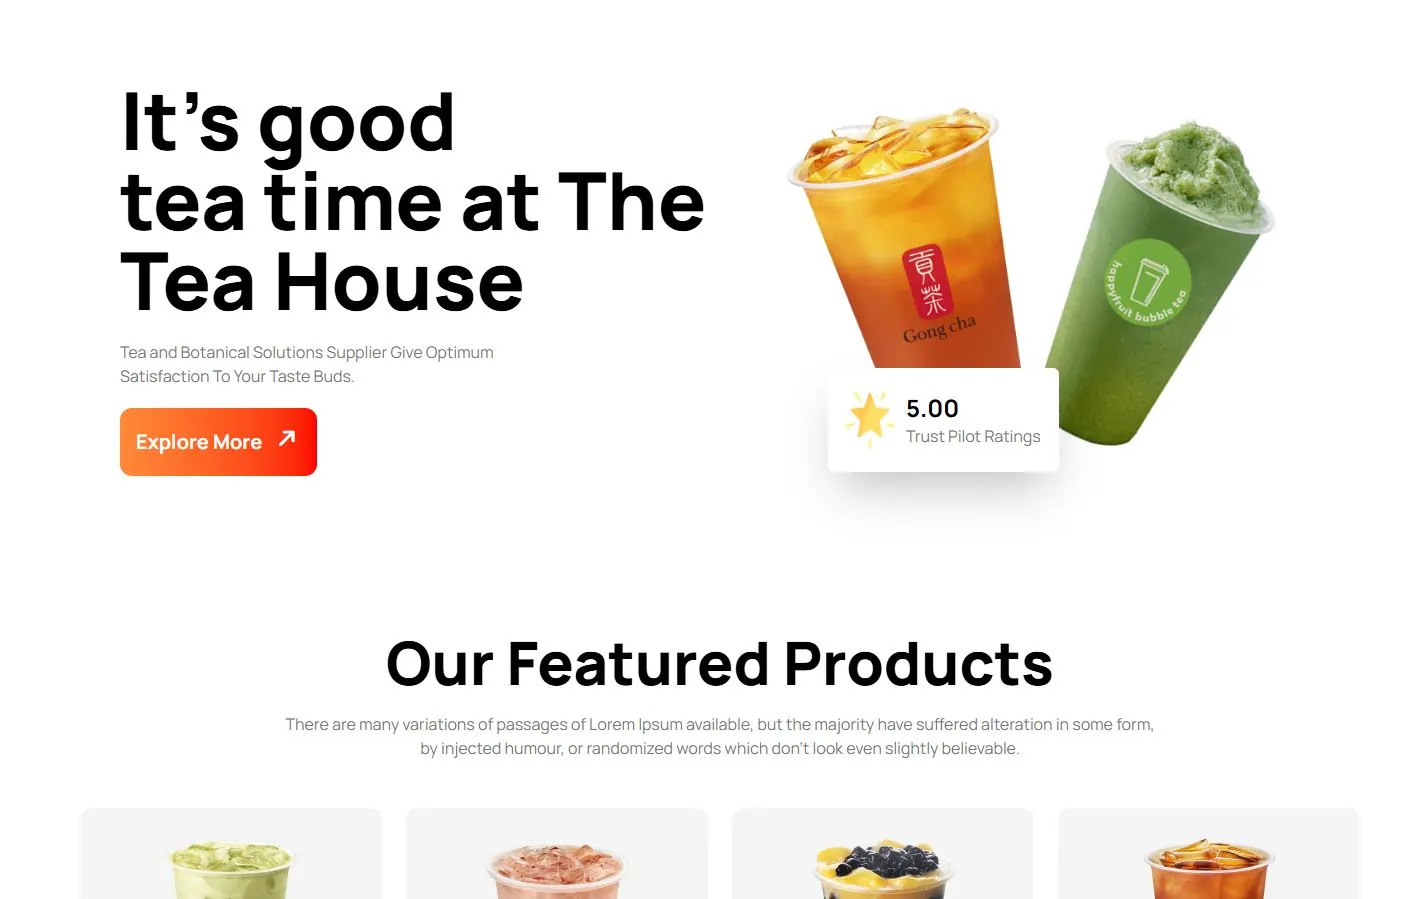 It’s good
tea time at The
Tea House
Tea and Botanical Solutions Supplier Give Optimum
Satisfaction To Your Taste Buds.
Explore More
貢茶
Gong cha
happyfruit bubble tea
5.00
Trust Pilot Ratings
Our Featured Products
There are many variations of passages of Lorem Ipsum available, but the majority have suffered alteration in some form,
by injected humour, or randomized words which don’t look even slightly believable.